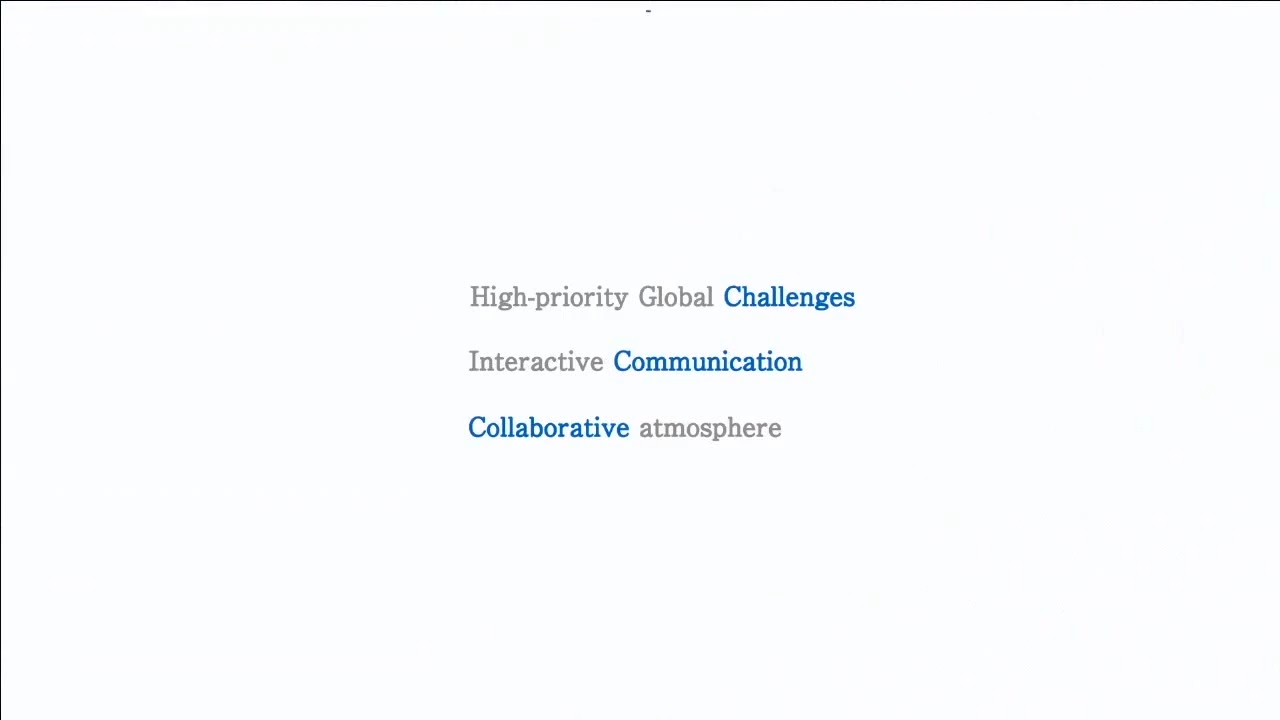 High-priority Global Challenges
Interactive Communication
Collaborative atmosphere